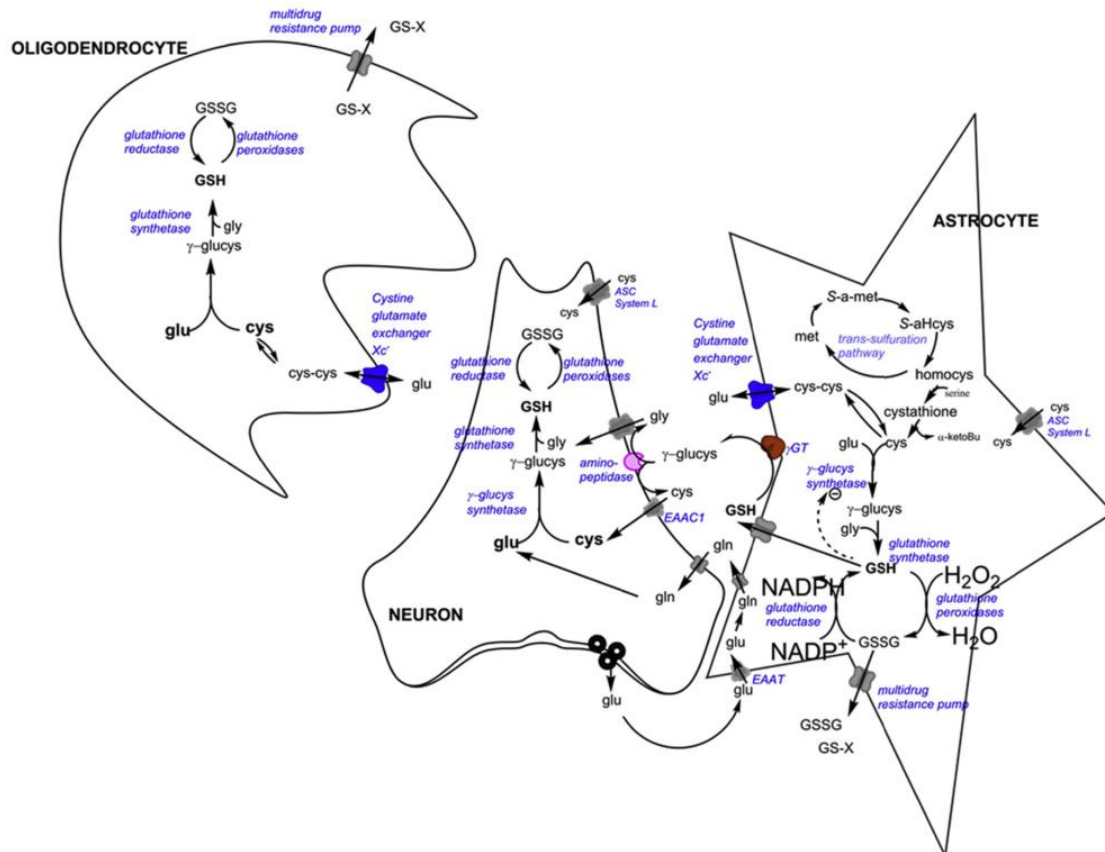 OLIGODENDROCYTE
multidrug
resistance pump
GS-X
GS-X
GSSG
glutathione
reductase
glutathione
peroxidases
GSH
glutathione
synthetase
gly
γ-glucys
glu
cys
cys-cys
Cystine
glutamate
exchanger
Xc-
glu
NEURON
cys
ASC
System L
cys
GSSG
glutathione
reductase
glutathione
peroxidases
GSH
glutathione
synthetase
gly
γ-glucys
γ-glucys
synthetase
glu
cys
gly
amino-
peptidase
γ-glucys
cys
EAAC1
gln
gln
glu
ASTROCYTE
S-a-met
S-aHcys
met
trans-sulfuration
pathway
homocys
serine
cystathione
α-ketoBu
Cystine
glutamate
exchanger
Xc-
glu
cys-cys
cys
ASC
System L
cys
glu
cys
γGT
γ-glucys
synthetase
γ-glucys
gly
glutathione
synthetase
GSH
GSH
NADPH
H2O2
glutathione
reductase
glutathione
peroxidases
NADP+
GSSG
H2O
gln
glu
glu
EAAT
multidrug
resistance pump
GSSG
GS-X